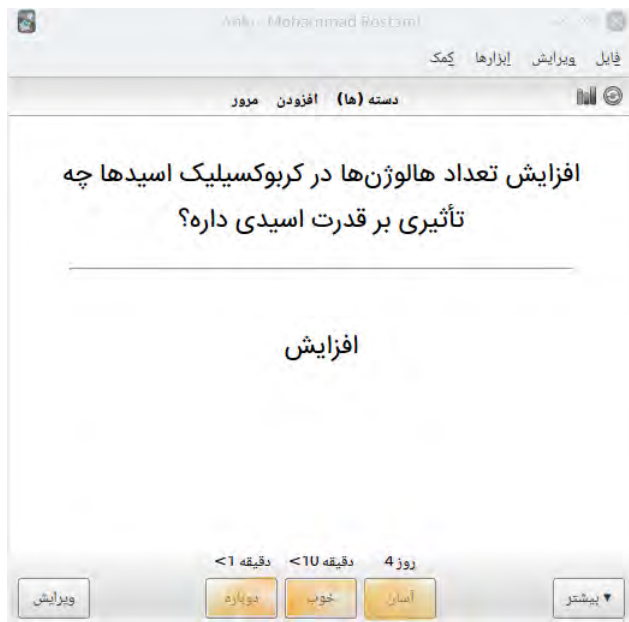 Anki - Mohammad Rostami
فایل ویرایش ابزارها کمک
دسته (ها) افزودن مرور
افزایش تعداد هالوژن‌ها در کربوکسیلیک اسیدها چه
تأثیری بر قدرت اسیدی داره؟
افزایش
4 روز <10 دقیقه <1 دقیقه
▼ بیشتر آسان خوب دوباره ویرایش